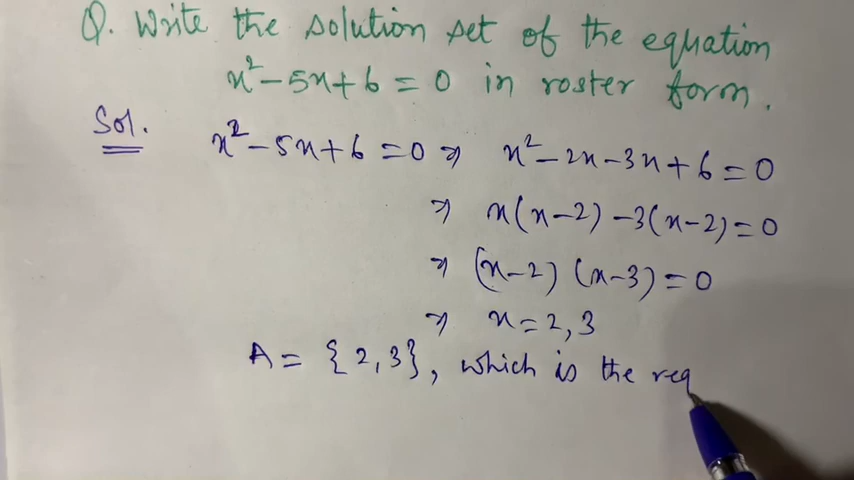 Q. Write the solution set of the equation
x² - 5x + 6 = 0 in roster form.
Sol. x² - 5x + 6 = 0 ⇒ x² - 2x - 3x + 6 = 0
⇒ x(x-2) - 3(x-2) = 0
⇒ (x-2) (x-3) = 0
⇒ x = 2, 3
A = {2, 3}, which is the req